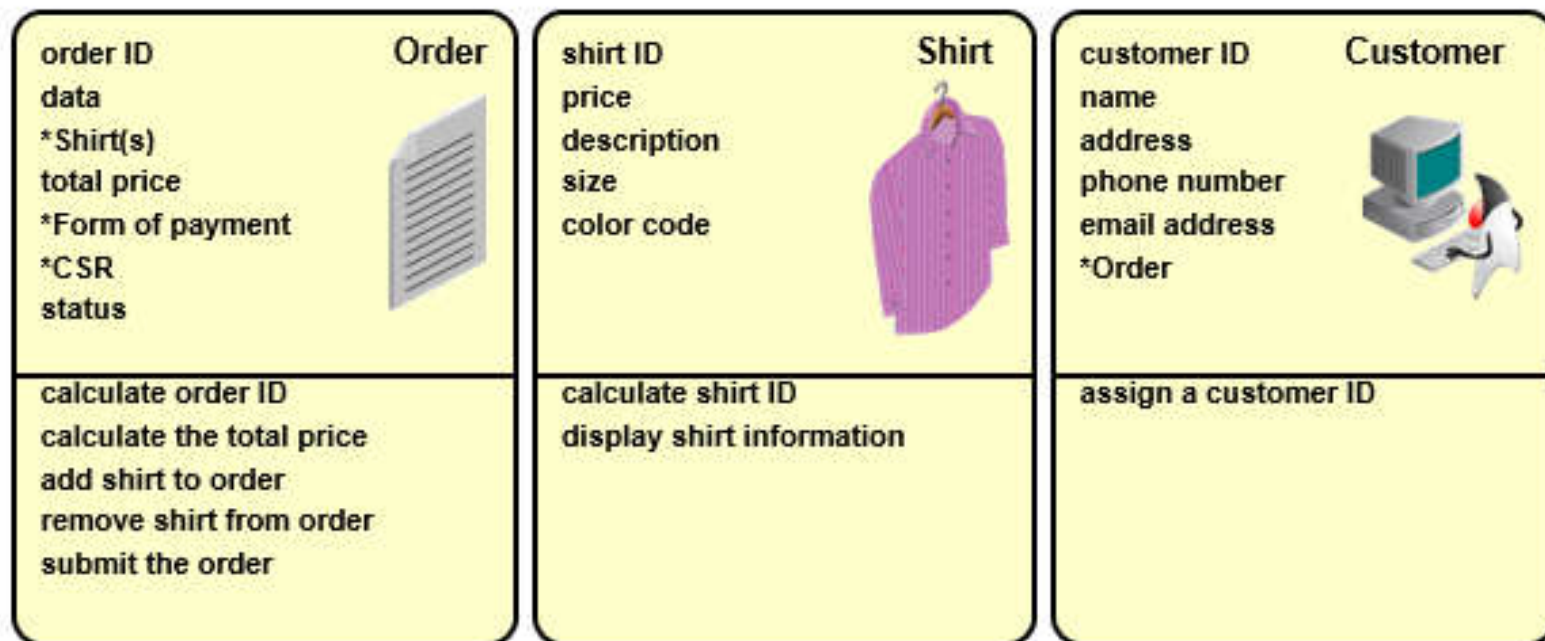 Order
order ID
data
*Shirt(s)
total price
*Form of payment
*CSR
status
calculate order ID
calculate the total price
add shirt to order
remove shirt from order
submit the order
Shirt
shirt ID
price
description
size
color code
calculate shirt ID
display shirt information
Customer
customer ID
name
address
phone number
email address
*Order
assign a customer ID